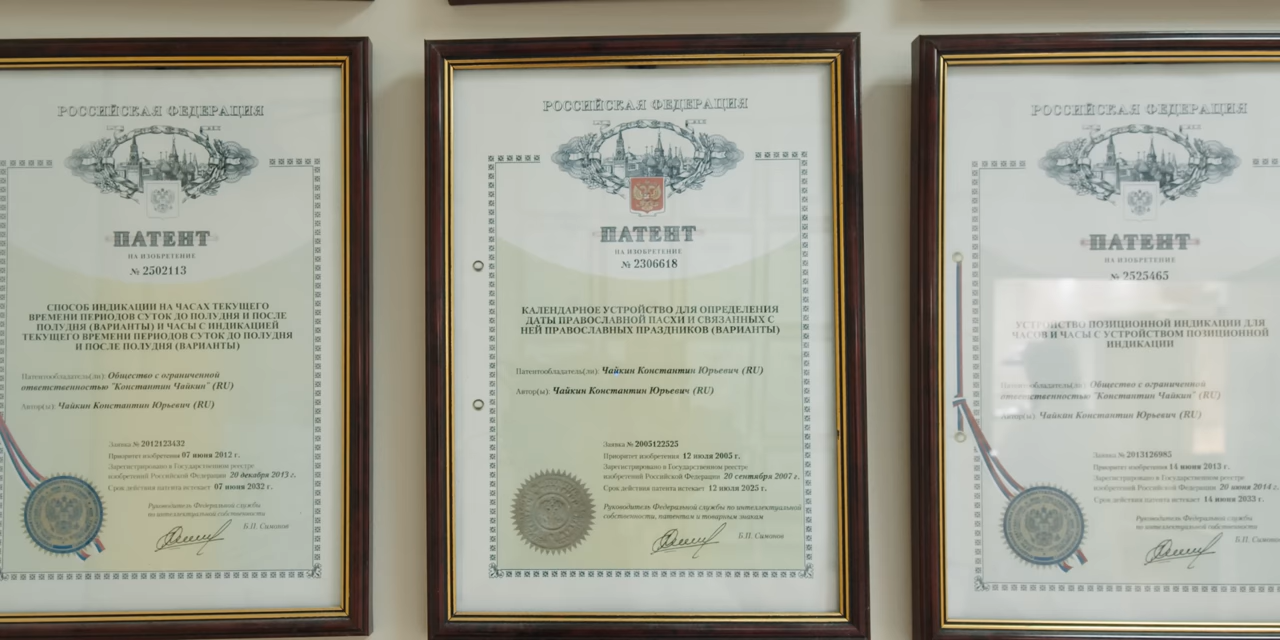 РОССИЙСКАЯ ФЕДЕРАЦИЯ
ПАТЕНТ
НА ИЗОБРЕТЕНИЕ
№ 2502113
СПОСОБ ИНДИКАЦИИ НА ЧАСАХ ТЕКУЩЕГО
ВРЕМЕНИ ПЕРИОДОВ СУТОК ДО ПОЛУДНЯ И ПОСЛЕ
ПОЛУДНЯ (ВАРИАНТЫ) И ЧАСЫ С ИНДИКАЦИЕЙ
ТЕКУЩЕГО ВРЕМЕНИ ПЕРИОДОВ СУТОК ДО ПОЛУДНЯ
И ПОСЛЕ ПОЛУДНЯ (ВАРИАНТЫ)
Патентообладатель(ли): Общество с ограниченной
ответственностью "Константин Чайкин" (RU)
Автор(ы): Чайкин Константин Юрьевич (RU)
Заявка № 2012123432
Приоритет изобретения 07 июня 2012 г.
Зарегистрировано в Государственном реестре
изобретений Российской Федерации 20 декабря 2013 г.
Срок действия патента истекает 07 июня 2032 г.
Руководитель Федеральной службы
по интеллектуальной собственности
Б.П. Симонов
РОССИЙСКАЯ ФЕДЕРАЦИЯ
ПАТЕНТ
НА ИЗОБРЕТЕНИЕ
№ 2306618
КАЛЕНДАРНОЕ УСТРОЙСТВО ДЛЯ ОПРЕДЕЛЕНИЯ
ДАТЫ ПРАВОСЛАВНОЙ ПАСХИ И СВЯЗАННЫХ С
НЕЙ ПРАВОСЛАВНЫХ ПРАЗДНИКОВ (ВАРИАНТЫ)
Патентообладатель(ли): Чайкин Константин Юрьевич (RU)
Автор(ы): Чайкин Константин Юрьевич (RU)
Заявка № 2005122525
Приоритет изобретения 12 июля 2005 г.
Зарегистрировано в Государственном реестре
изобретений Российской Федерации 20 сентября 2007 г.
Срок действия патента истекает 12 июля 2025 г.
Руководитель Федеральной службы по интеллектуальной
собственности, патентам и товарным знакам
Б.П. Симонов
РОССИЙСКАЯ ФЕДЕРАЦИЯ
ПАТЕНТ
НА ИЗОБРЕТЕНИЕ
№ 2525465
УСТРОЙСТВО ПОЗИЦИОННОЙ ИНДИКАЦИИ ДЛЯ
ЧАСОВ И ЧАСЫ С УСТРОЙСТВОМ ПОЗИЦИОННОЙ
ИНДИКАЦИИ
Патентообладатель(ли): Общество с ограниченной
ответственностью "Константин Чайкин" (RU)
Автор(ы): Чайкин Константин Юрьевич (RU)
Заявка № 2013126985
Приоритет изобретения 14 июня 2013 г.
Зарегистрировано в Государственном реестре
изобретений Российской Федерации 20 июня 2014 г.
Срок действия патента истекает 14 июня 2033 г.
Руководитель Федеральной службы
по интеллектуальной собственности
Б.П. Симонов